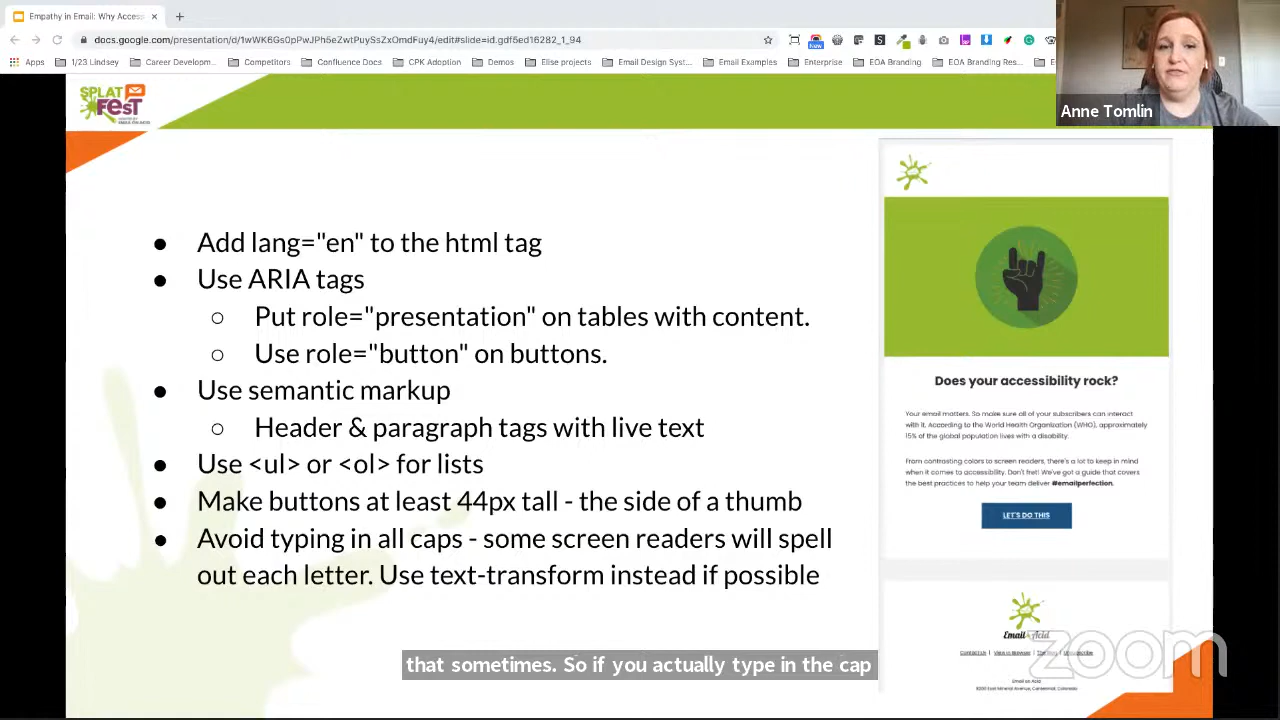 Empathy in Email: Why Access
docs.google.com/presentation/d/1wWK6Gs0pPwJPh5eZwtPuySsZxOmdFuy4/edit#slide=id.gdf5ed16282_1_94
New
Apps
1/23 Lindsey
Career Developm...
Competitors
Confluence Docs
CPK Adoption
Demos
Elise projects
Email Design Syst...
Email Examples
Enterprise
EOA Branding
EOA Branding Res...
Anne Tomlin
SPLAT
FEST
● Add lang="en" to the html tag
● Use ARIA tags
○ Put role="presentation" on tables with content.
○ Use role="button" on buttons.
● Use semantic markup
○ Header & paragraph tags with live text
● Use <ul> or <ol> for lists
● Make buttons at least 44px tall - the side of a thumb
● Avoid typing in all caps - some screen readers will spell
out each letter. Use text-transform instead if possible
Does your accessibility rock?
Your email matters. So make sure all of your subscribers can interact
with it. According to the World Health Organization (WHO), approximately
15% of the global population lives with a disability.
From contrasting colors to screen readers, there's a lot to keep in mind
when it comes to accessibility. Don't fret! We've got a guide that covers
the best practices to help your team deliver #emailperfection.
LET'S DO THIS
Email Acid
Contact Us | View in Browser | Unsubscribe
Email on Acid
that sometimes. So if you actually type in the cap
zoom